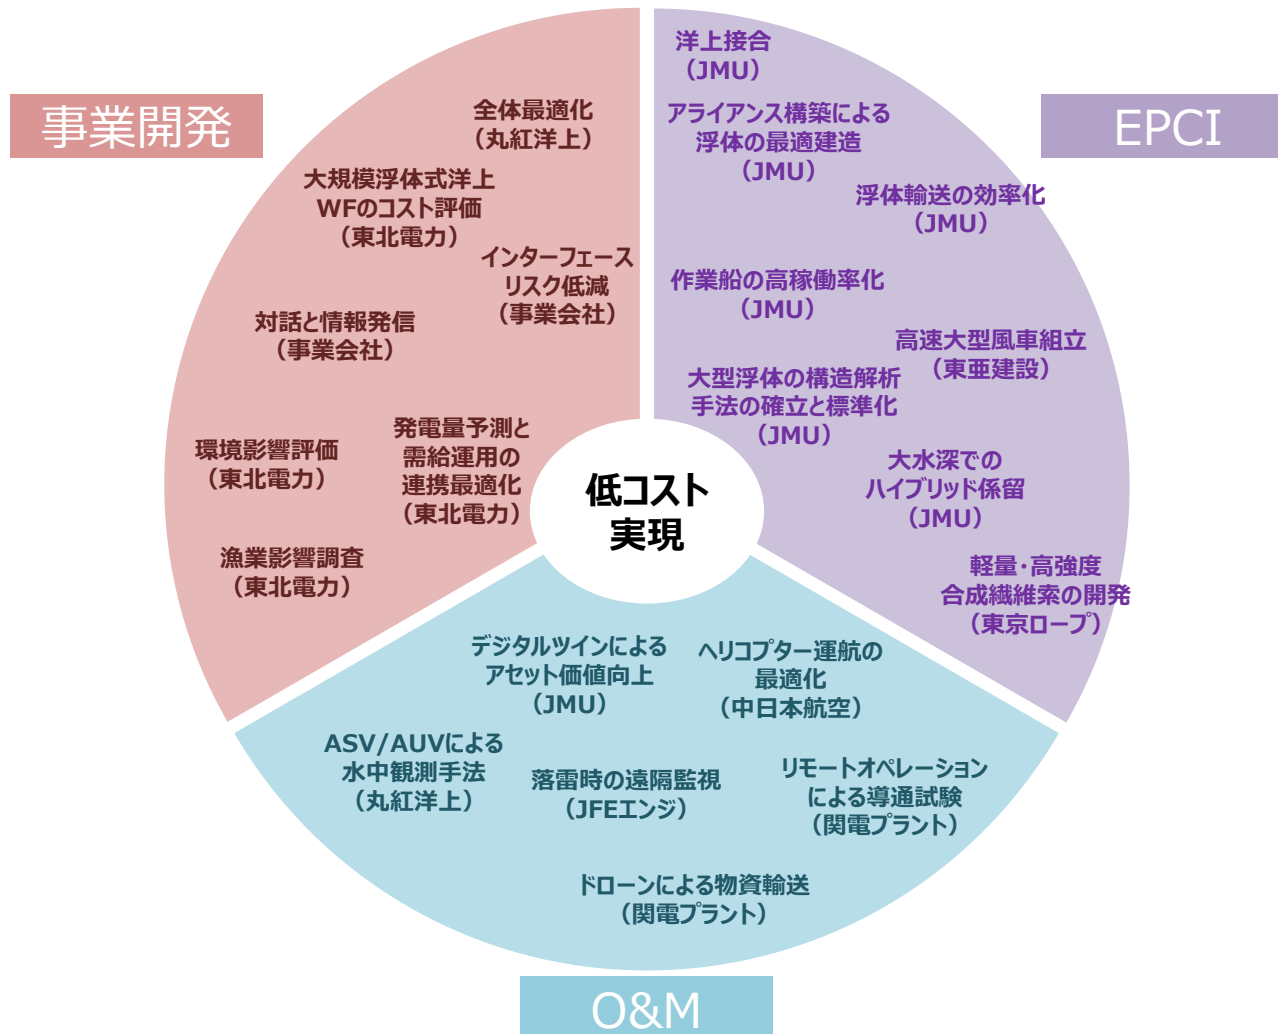 事業開発
全体最適化
（丸紅洋上）
大規模浮体式洋上
WFのコスト評価
（東北電力）
インターフェース
リスク低減
（事業会社）
対話と情報発信
（事業会社）
環境影響評価
（東北電力）
発電量予測と
需給運用の
連携最適化
（東北電力）
漁業影響調査
（東北電力）
EPCI
洋上接合
（JMU）
アライアンス構築による
浮体の最適建造
（JMU）
浮体輸送の効率化
（JMU）
作業船の高稼働率化
（JMU）
高速大型風車組立
（東亜建設）
大型浮体の構造解析
手法の確立と標準化
（JMU）
大水深での
ハイブリッド係留
（JMU）
軽量・高強度
合成繊維索の開発
（東京ロープ）
低コスト
実現
デジタルツインによる
アセット価値向上
（JMU）
ヘリコプター運航の
最適化
（中日本航空）
ASV/AUVによる
水中観測手法
（丸紅洋上）
落雷時の遠隔監視
（JFEエンジ）
リモートオペレーション
による導通試験
（関電プラント）
ドローンによる物資輸送
（関電プラント）
O&M